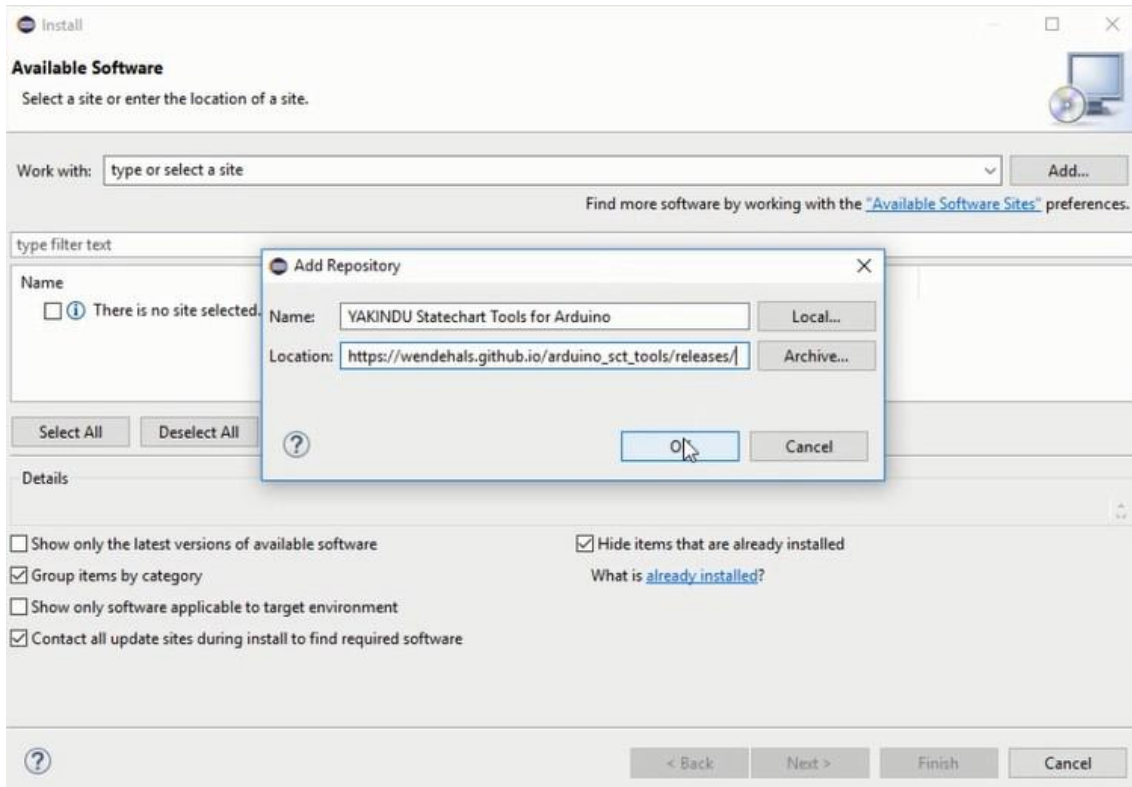 Install
Available Software
Select a site or enter the location of a site.
Work with: type or select a site Add...
Find more software by working with the "Available Software Sites" preferences.
type filter text
Name
There is no site selected.
Add Repository
Name: YAKINDU Statechart Tools for Arduino Local...
Location: https://wendehals.github.io/arduino_sct_tools/releases/ Archive...
OK Cancel
Select All Deselect All
Details
Show only the latest versions of available software
Hide items that are already installed
Group items by category
What is already installed?
Show only software applicable to target environment
Contact all update sites during install to find required software
< Back Next > Finish Cancel